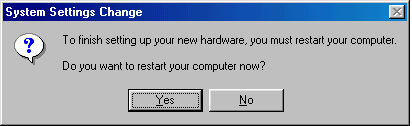 System Settings Change
To finish setting up your new hardware, you must restart your computer.
Do you want to restart your computer now?
Yes
No